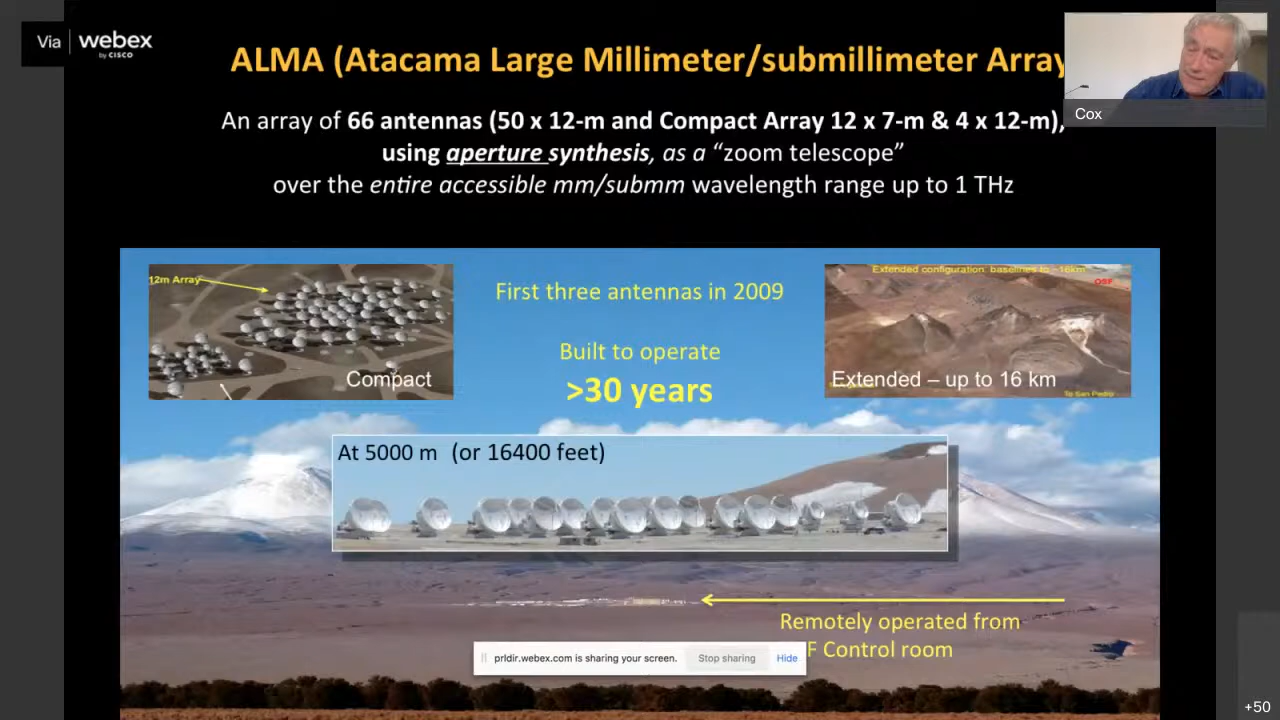 Via webex
by CISCO
ALMA (Atacama Large Millimeter/submillimeter Array
Cox
An array of 66 antennas (50 x 12-m and Compact Array 12 x 7-m & 4 x 12-m),
using aperture synthesis, as a “zoom telescope”
over the entire accessible mm/submm wavelength range up to 1 THz
12m Array
Compact
First three antennas in 2009
Built to operate
>30 years
Extended configuration: baselines to ~16km
OSF
Extended – up to 16 km
To San Pedro
At 5000 m (or 16400 feet)
Remotely operated from
F Control room
prldir.webex.com is sharing your screen. Stop sharing Hide
+50